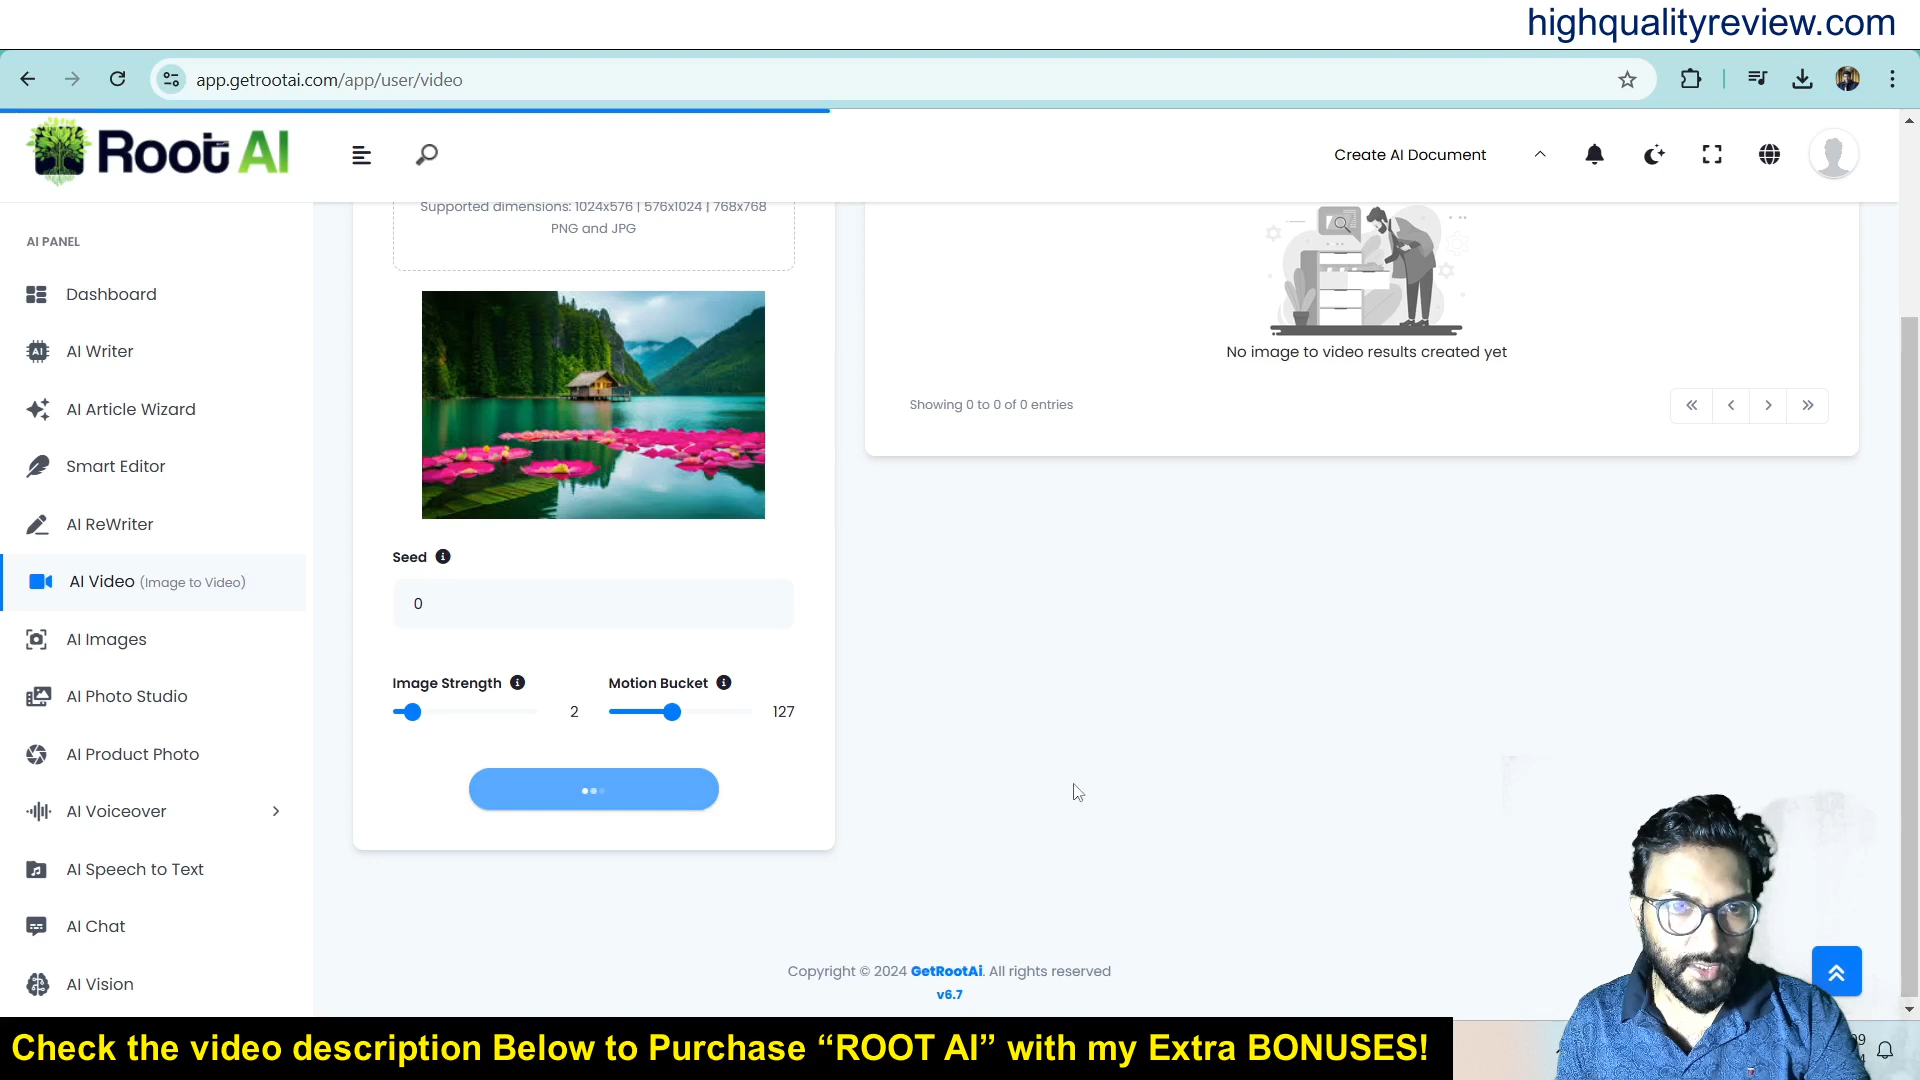 highqualityreview.com
app.getrootai.com/app/user/video
Root AI
Create AI Document
Supported dimensions: 1024x576 | 576x1024 | 768x768
PNG and JPG
AI PANEL
Dashboard
AI Writer
AI Article Wizard
Smart Editor
AI ReWriter
AI Video (Image to Video)
AI Images
AI Photo Studio
AI Product Photo
AI Voiceover
AI Speech to Text
AI Chat
AI Vision
Seed
0
Image Strength
2
Motion Bucket
127
No image to video results created yet
Showing 0 to 0 of 0 entries
Copyright © 2024 GetRootAi. All rights reserved
v6.7
Check the video description Below to Purchase “ROOT AI” with my Extra BONUSES!